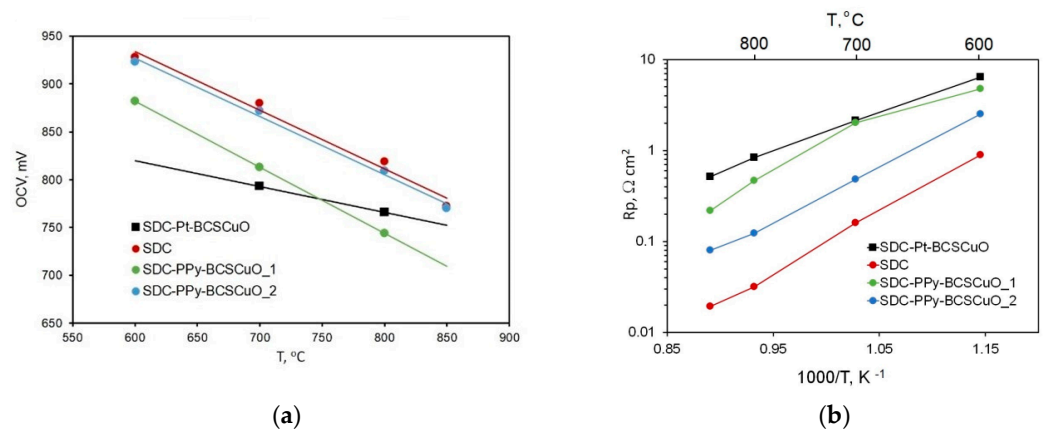 950
900
850
800
750
700
650
550
600
650
700
750
800
850
900
OCV, mV
T, °C
SDC-Pt-BCSCuO
SDC
SDC-PPy-BCSCuO_1
SDC-PPy-BCSCuO_2
(a)
T, °C
800
700
600
10
1
0.1
0.01
0.85
0.95
1.05
1.15
Rp, Ω cm²
1000/T, K ⁻¹
SDC-Pt-BCSCuO
SDC
SDC-PPy-BCSCuO_1
SDC-PPy-BCSCuO_2
(b)